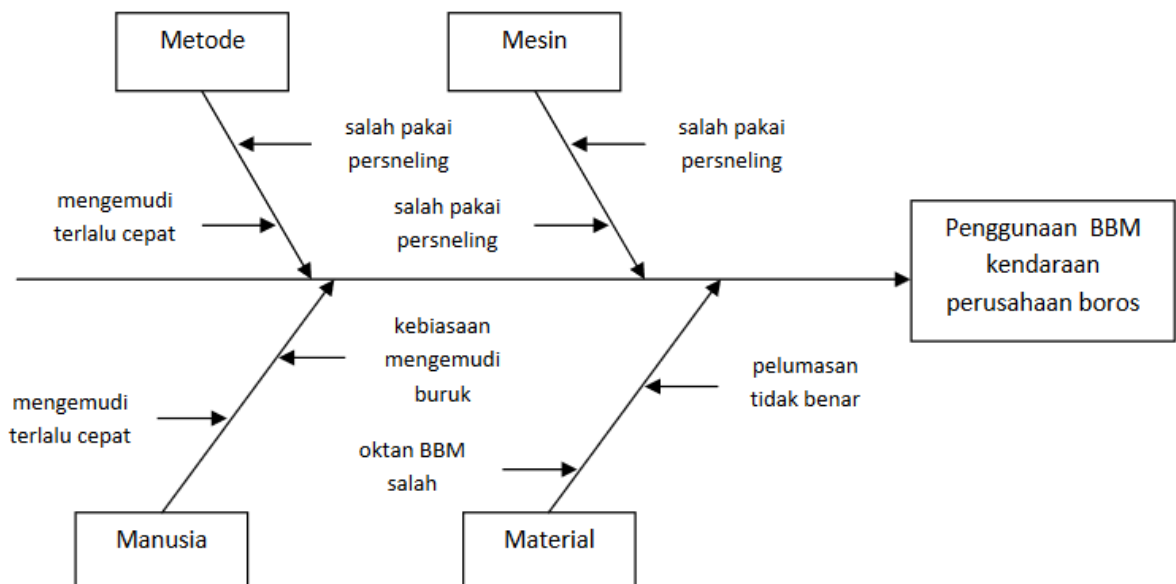 Metode
Mesin
salah pakai
persneling
salah pakai
persneling
mengemudi
terlalu cepat
salah pakai
persneling
Penggunaan BBM
kendaraan
perusahaan boros
kebiasaan
mengemudi
buruk
pelumasan
tidak benar
mengemudi
terlalu cepat
oktan BBM
salah
Manusia
Material